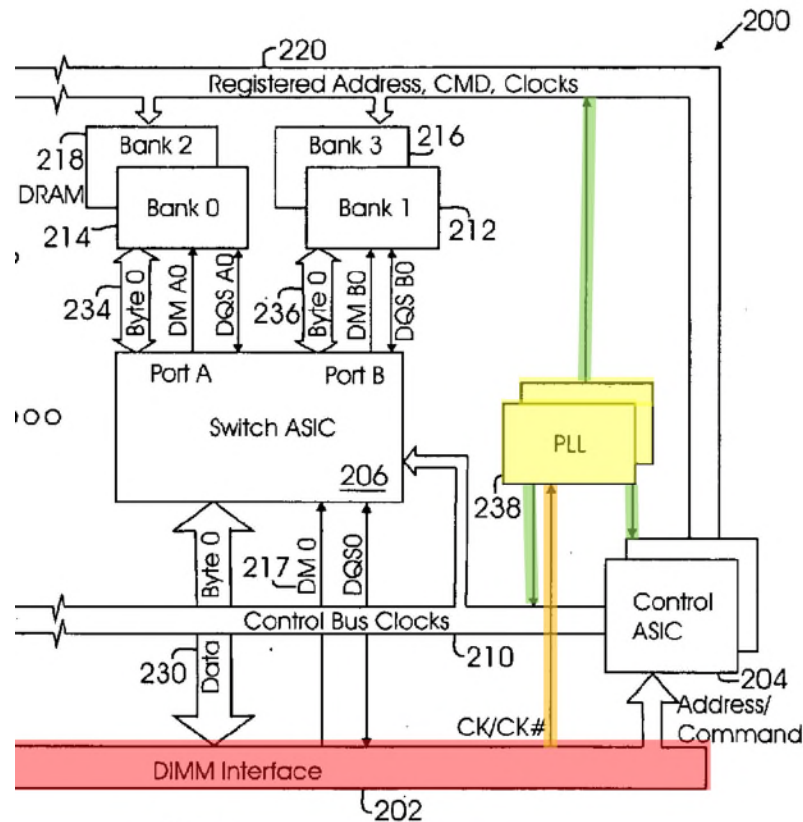 200
220
Registered Address, CMD, Clocks
Bank 2
Bank 3
216
218
DRAM
Bank 0
Bank 1
214
212
234
Byte 0
DM A0
DQS A0
236
Byte 0
DM B0
DQS B0
Port A
Port B
Switch ASIC
206
PLL
238
217
DM 0
DQS0
Byte 0
Data
230
Control Bus Clocks
210
Control
ASIC
204
Address/
Command
CK/CK#
DIMM Interface
202